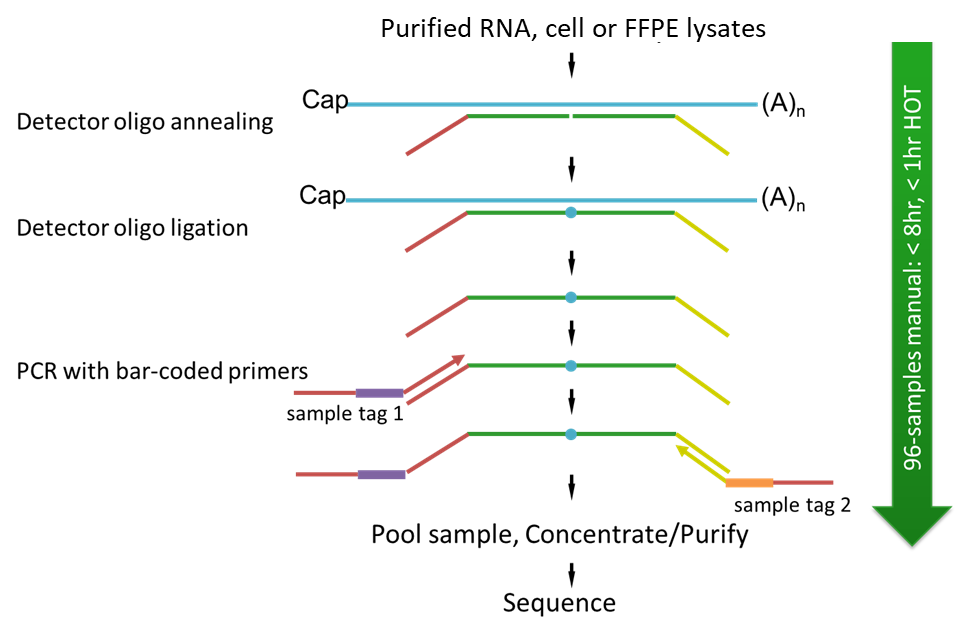 Purified RNA, cell or FFPE lysates
Cap
(A)n
Detector oligo annealing
Cap
(A)n
Detector oligo ligation
PCR with bar-coded primers
sample tag 1
sample tag 2
Pool sample, Concentrate/Purify
Sequence
96-samples manual: < 8hr, < 1hr HOT